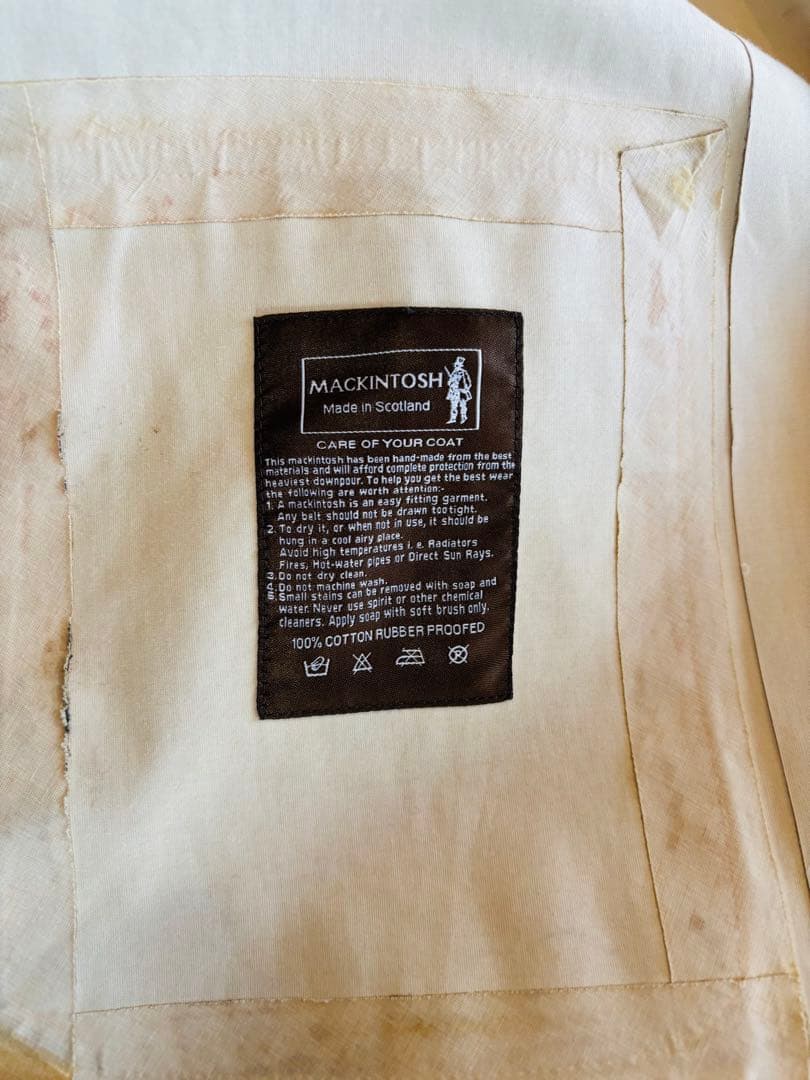 MACKINTOSH
Made in Scotland
CARE OF YOUR COAT
This mackintosh has been hand-made from the best
materials and will afford complete protection from the
heaviest downpour. To help you get the best wear
the following are worth attention:-
1. A mackintosh is an easy fitting garment.
Any belt should not be drawn too tight.
2. To dry it, or when not in use, it should be
hung in a cool airy place.
Avoid high temperatures i. e. Radiators
Fires, Hot-water pipes or Direct Sun Rays.
3. Do not dry clean.
4. Do not machine wash.
5. Small stains can be removed with soap and
water. Never use spirit or other chemical
cleaners. Apply soap with soft brush only.
100% COTTON RUBBER PROOFED